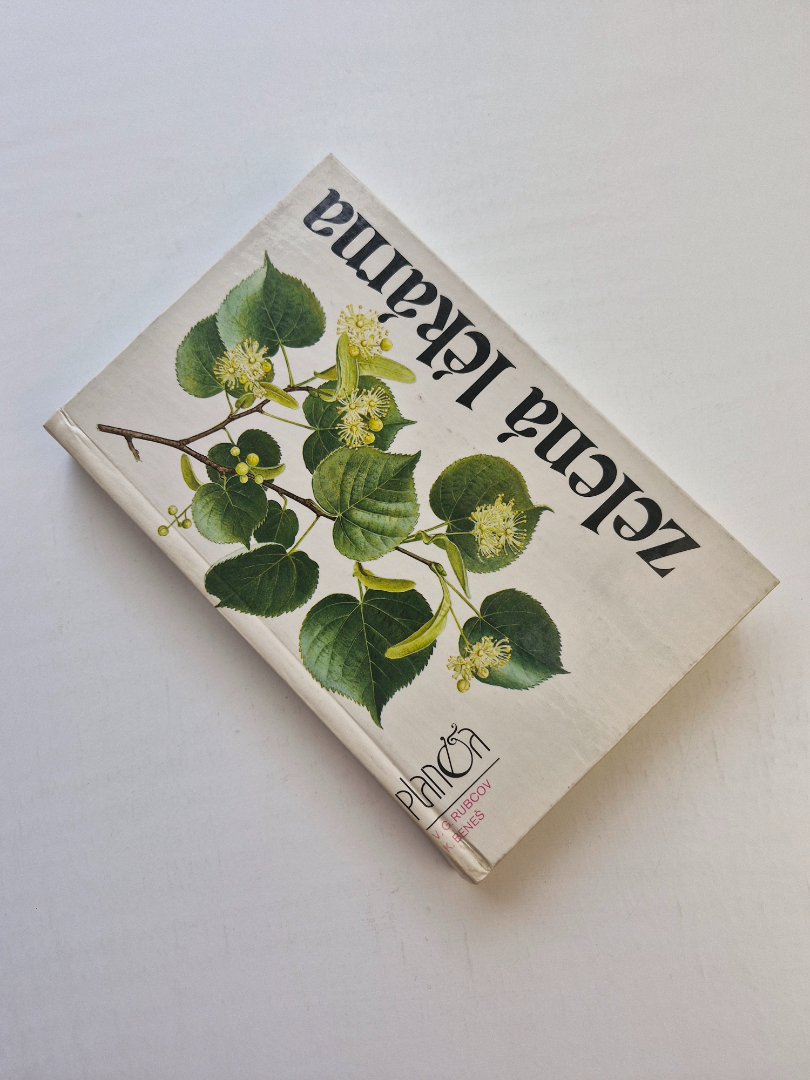 zelená lékárna
planeta
V. G. RUBCOV
K. BENEŠ